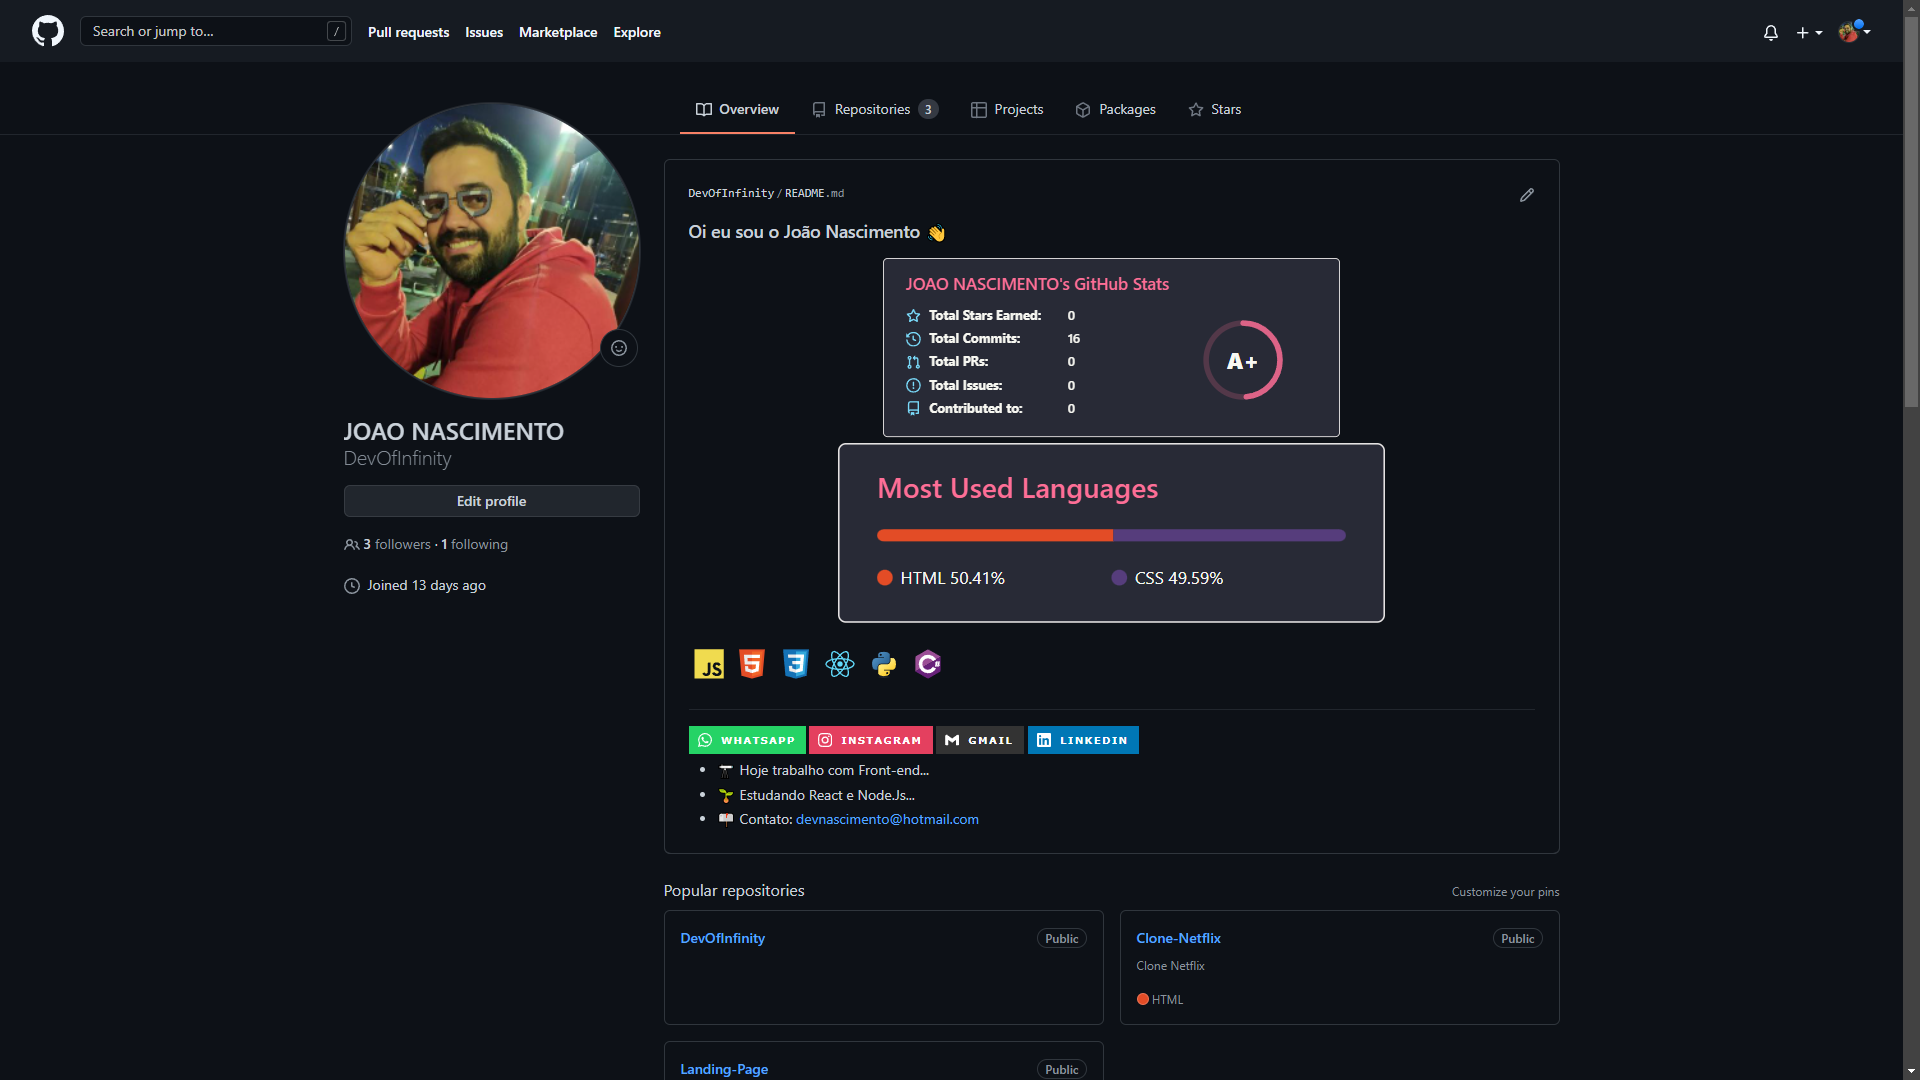 Search or jump to... /
Pull requests
Issues
Marketplace
Explore
Overview
Repositories 3
Projects
Packages
Stars
JOAO NASCIMENTO
DevOfInfinity
Edit profile
3 followers · 1 following
Joined 13 days ago
DevOfInfinity/README.md
Oi eu sou o João Nascimento 👋
JOAO NASCIMENTO's GitHub Stats
Total Stars Earned: 0
Total Commits: 16
Total PRs: 0
Total Issues: 0
Contributed to: 0
A+
Most Used Languages
HTML 50.41%
CSS 49.59%
JS
5
3
C#
WHATSAPP
INSTAGRAM
GMAIL
LINKEDIN
Hoje trabalho com Front-end...
Estudando React e Node.Js...
Contato: devnascimento@hotmail.com
Popular repositories
Customize your pins
DevOfInfinity
Public
Clone-Netflix
Public
Clone Netflix
HTML
Landing-Page
Public